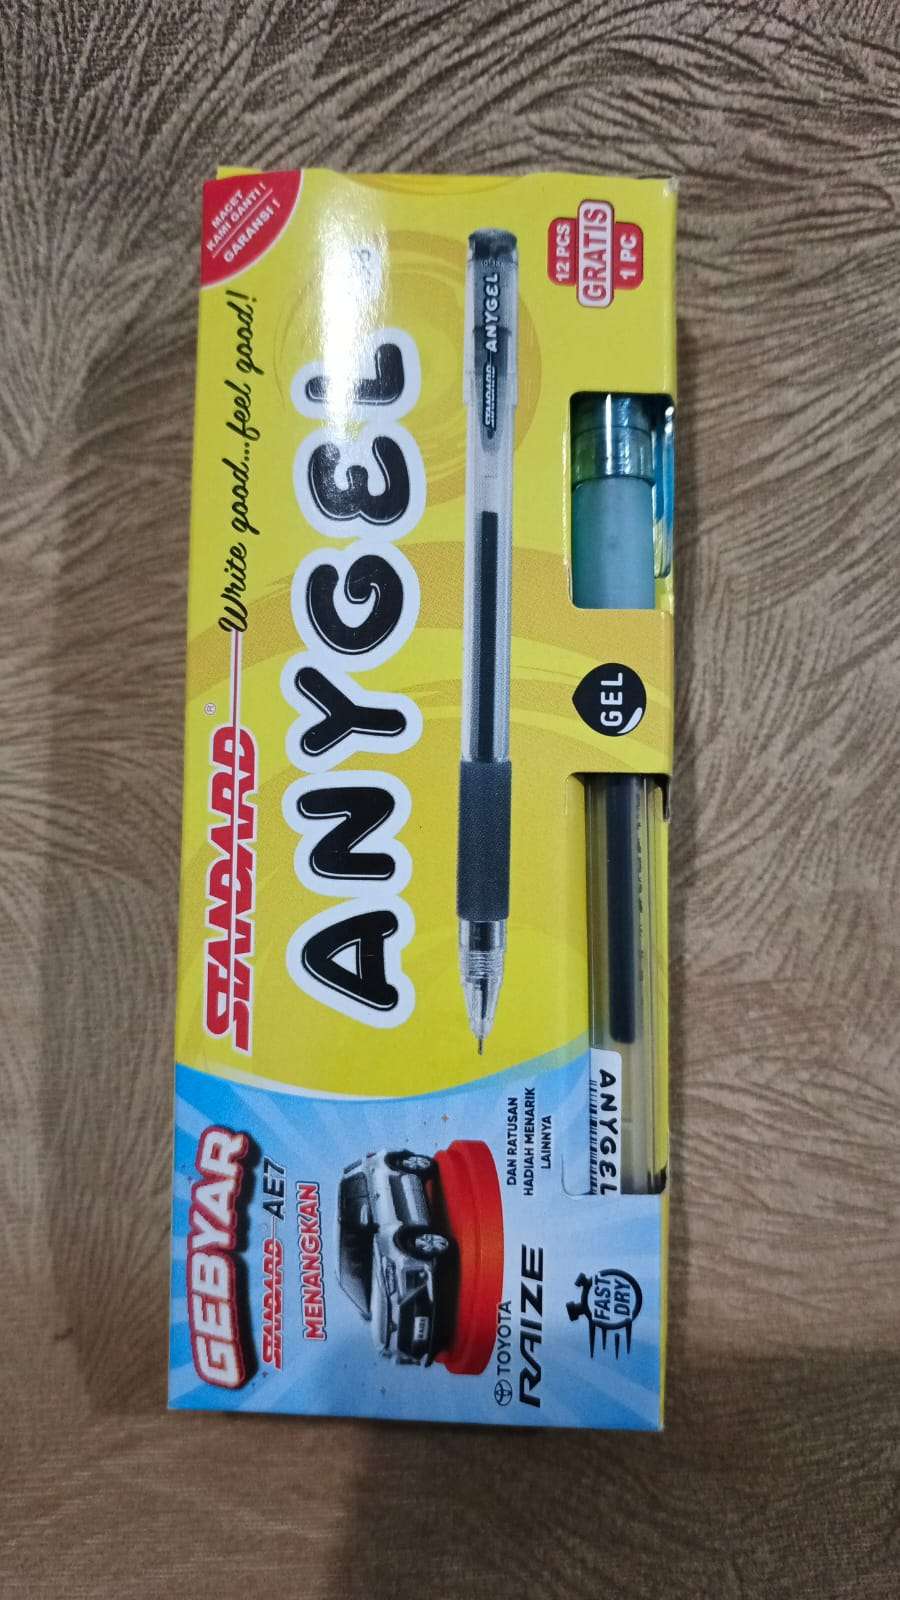 MACET
KAMI GANTI !
GARANSI !
STANDARD® Write good...feel good!
ANYGEL
STANDARD ANYGEL
12 PCS
GRATIS
1 PC
GEL
ANYGEL
GEBYAR
STANDARD AE7
MENANGKAN
DAN RATUSAN
HADIAH MENARIK
LAINNYA
TOYOTA
RAIZE
FAST
DRY